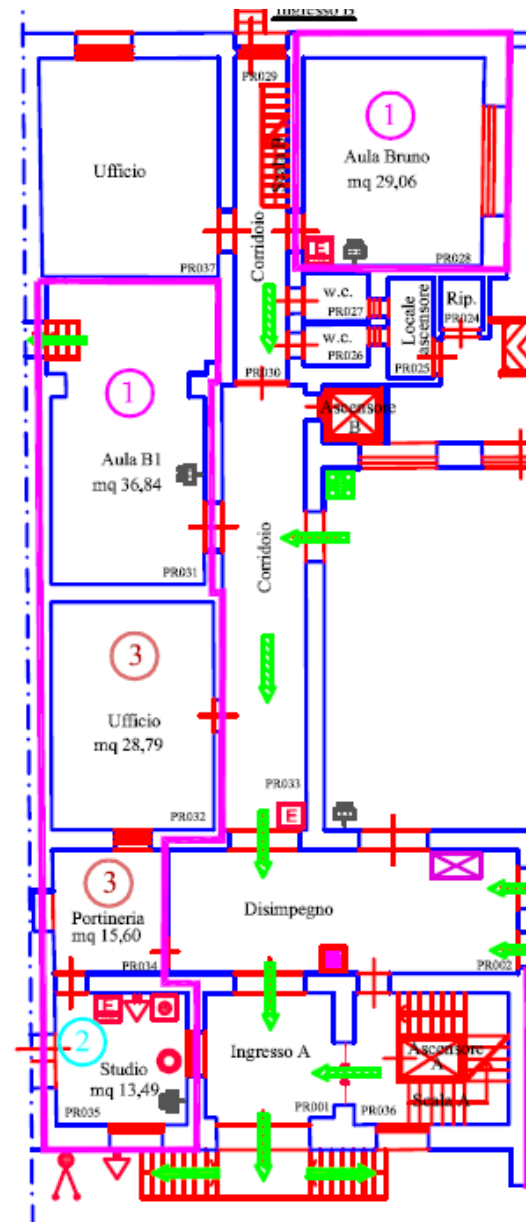 Ingresso B
PR029
1
Aula Bruno
mq 29,06
PR028
Ufficio
PR037
Scala B
Corridoio
E
w.c.
PR027
w.c.
PR026
Locale
ascensore
PR025
Rip.
PR024
PR030
1
Aula B1
mq 36,84
PR031
Ascensore
B
Corridoio
3
Ufficio
mq 28,79
PR032
PR033
E
3
Portineria
mq 15,60
PR034
Disimpegno
PR002
E
2
Studio
mq 13,49
PR035
Ingresso A
PR001
PR036
Ascensore
A
Scala A